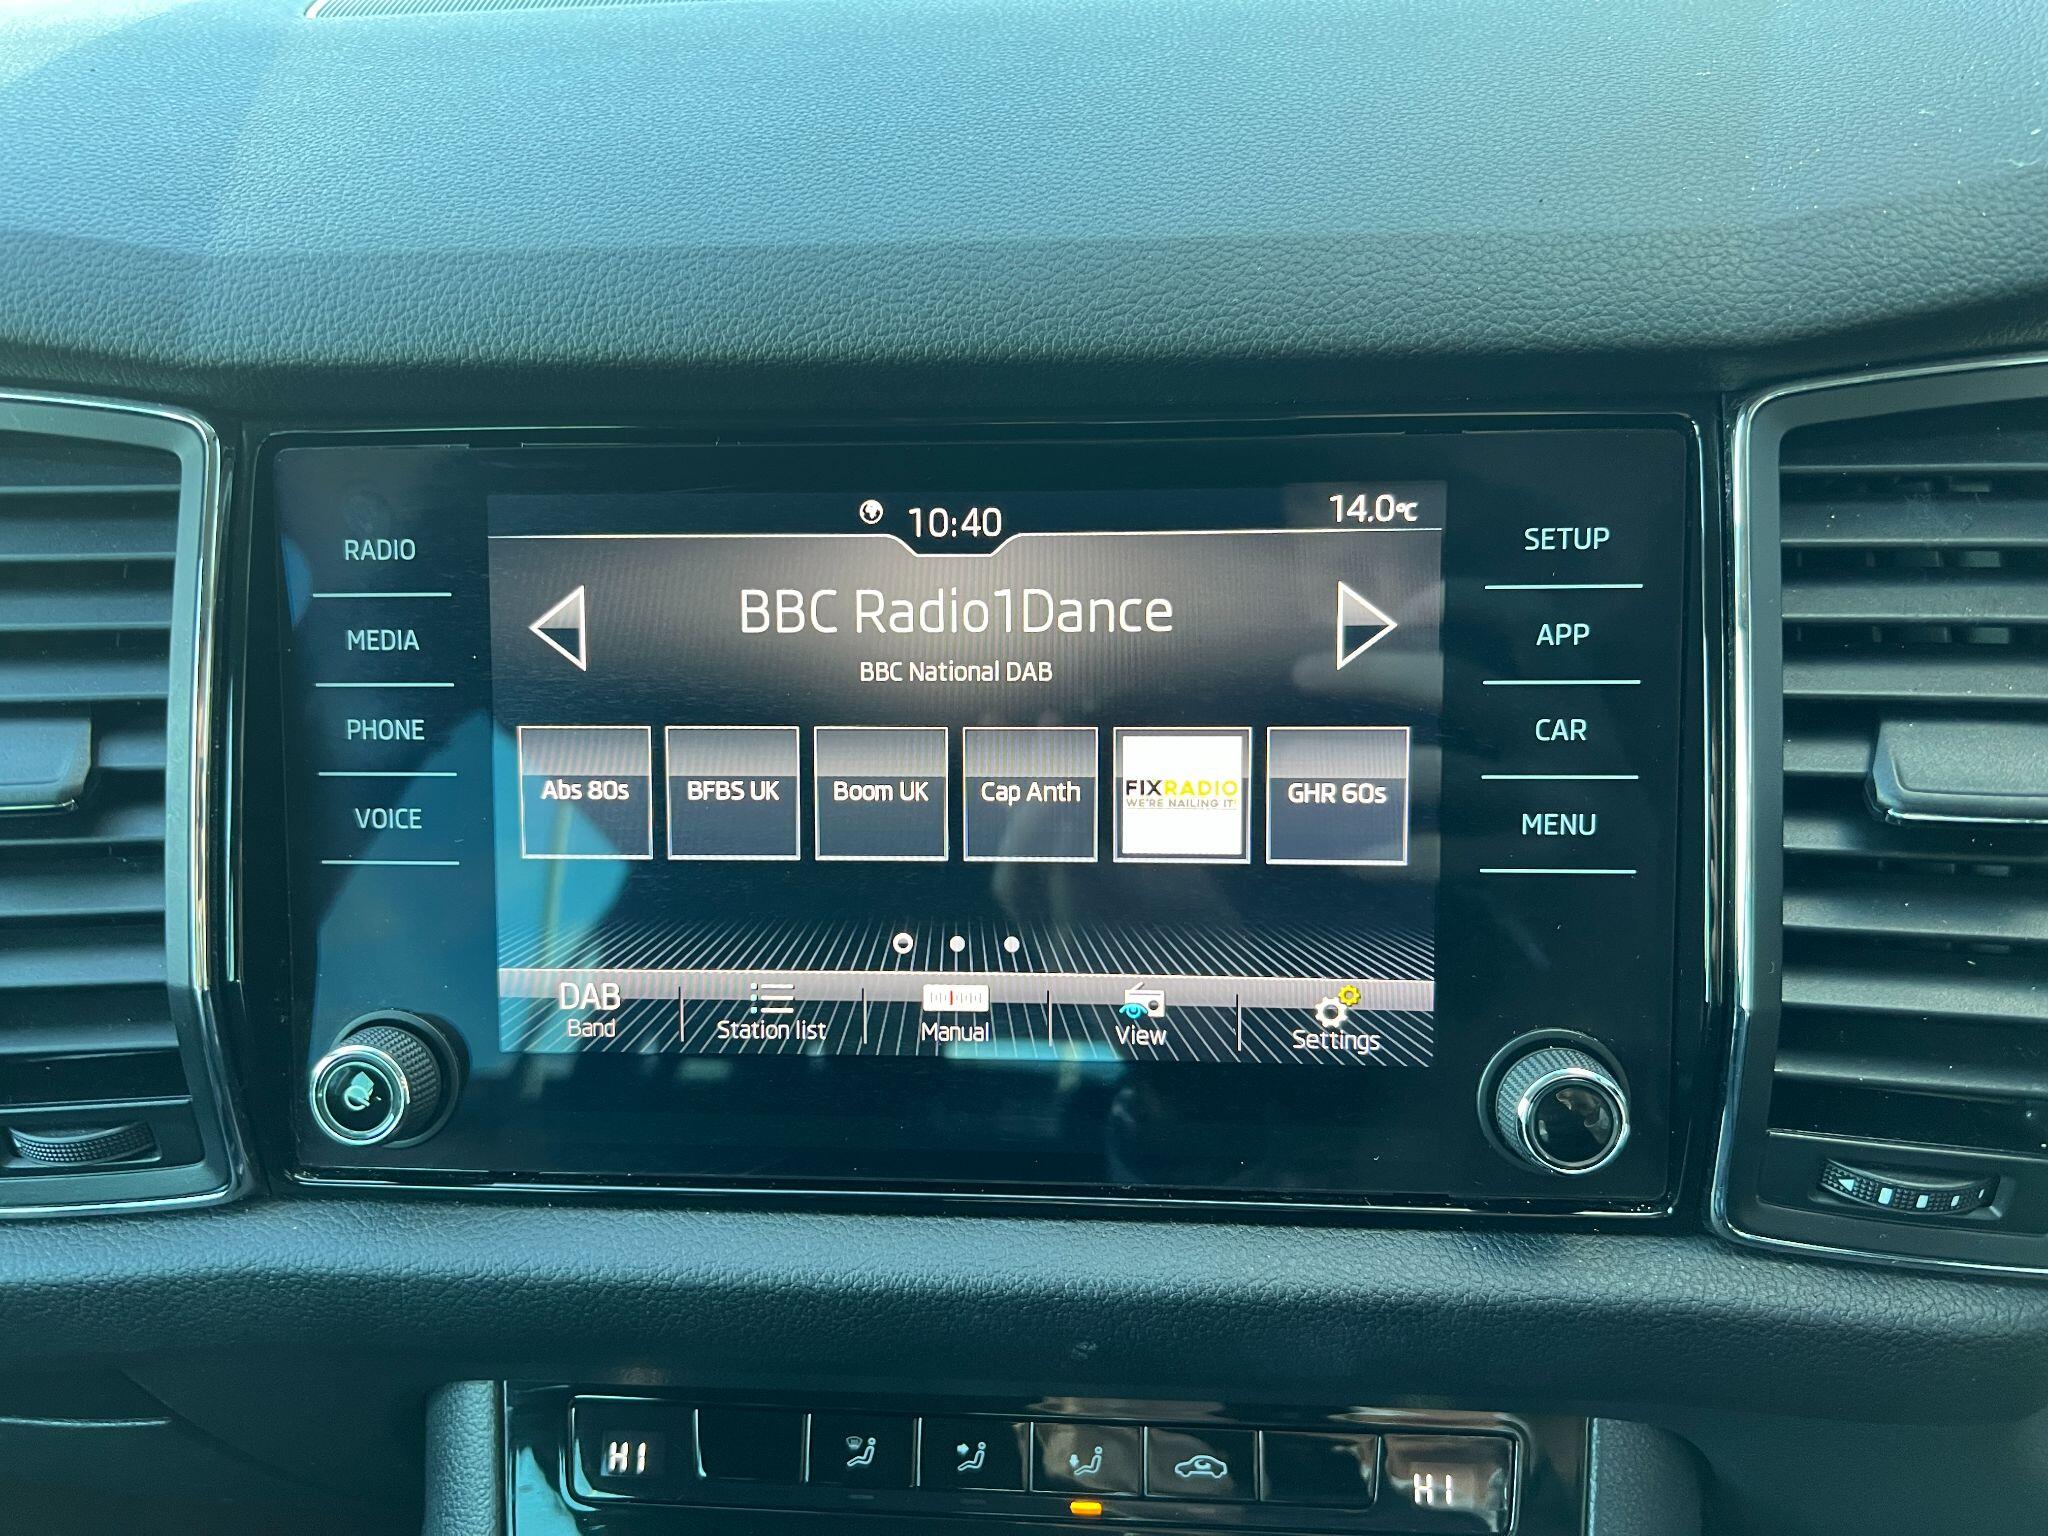 10:40
14.0°C
RADIO
MEDIA
PHONE
VOICE
BBC Radio1Dance
BBC National DAB
Abs 80s
BFBS UK
Boom UK
Cap Anth
FIXRADIO
WE'RE NAILING IT!
GHR 60s
DAB
Band
Station list
Manual
View
Settings
SETUP
APP
CAR
MENU
HI
HI